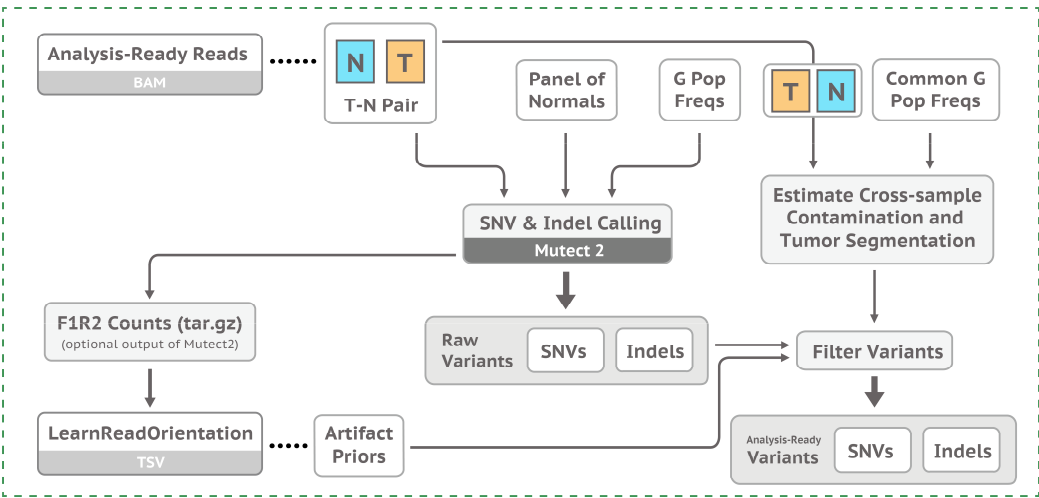 Analysis-Ready Reads
BAM
N T
T-N Pair
Panel of
Normals
G Pop
Freqs
T N
Common G
Pop Freqs
SNV & Indel Calling
Mutect 2
Estimate Cross-sample
Contamination and
Tumor Segmentation
F1R2 Counts (tar.gz)
(optional output of Mutect2)
Raw
Variants
SNVs
Indels
Filter Variants
LearnReadOrientation
TSV
Artifact
Priors
Analysis-Ready
Variants
SNVs
Indels